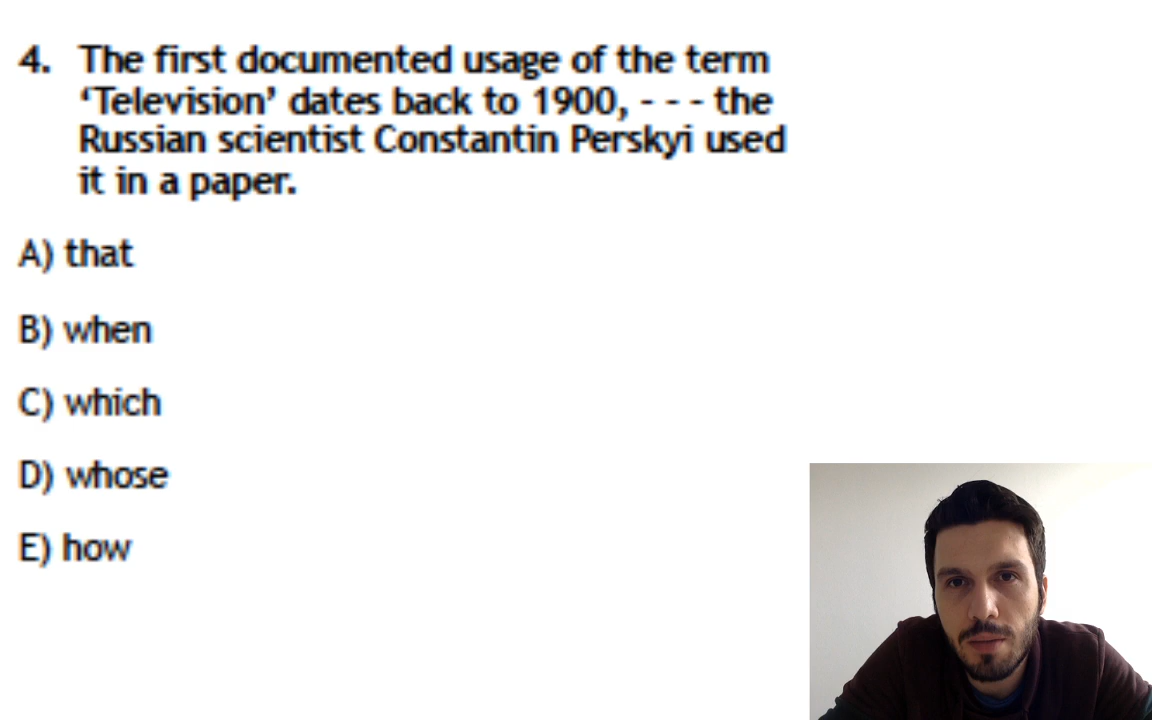 4. The first documented usage of the term
‘Television’ dates back to 1900, - - - the
Russian scientist Constantin Perskyi used
it in a paper.
A) that
B) when
C) which
D) whose
E) how